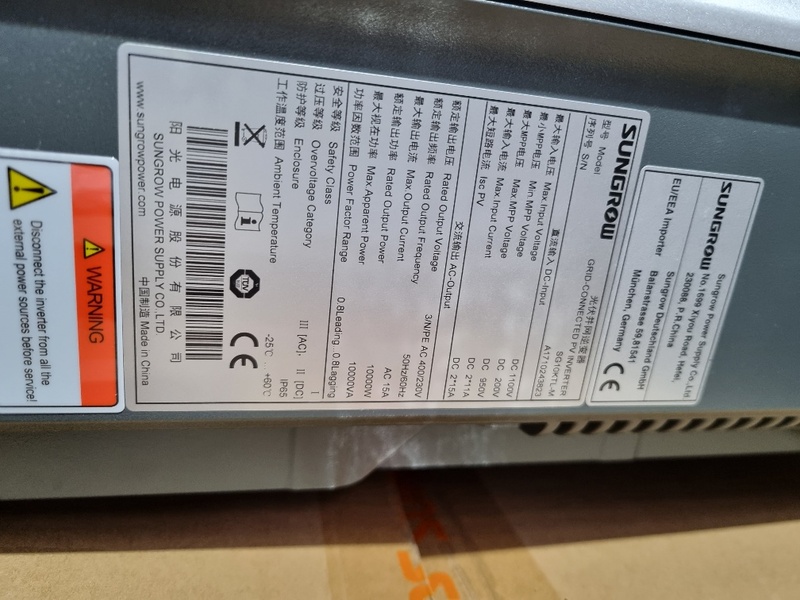 SUNGROW
Sungrow Power Supply Co., Ltd
No.1699 Xiyou Road, Hefei,
230088, P.R.China
EU/EEA Importer
Sungrow Deutschland GmbH
Balanstrasse 59,81541
München, Germany
CE
SUNGROW
光伏并网逆变器
GRID-CONNECTED PV INVERTER
型号 Model SG10KTL-M
序列号 S/N A1710243823
直流输入 DC-Input
最大输入电压 Max.Input Voltage DC 1100V
最小MPP电压 Min.MPP Voltage DC 200V
最大MPP电压 Max.MPP Voltage DC 950V
最大输入电流 Max.Input Current DC 2*11A
最大短路电流 Isc PV DC 2*15A
交流输出 AC-Output
额定输出电压 Rated Output Voltage 3/N/PE AC 400/230V
额定输出频率 Rated Output Frequency 50Hz/60Hz
最大输出电流 Max.Output Current AC 15A
额定输出功率 Rated Output Power 10000W
最大视在功率 Max.Apparent Power 10000VA
功率因数范围 Power Factor Range 0.8Leading...0.8Lagging
安全等级 Safety Class I
过压等级 Overvoltage Category III [AC], II [DC]
防护等级 Enclosure IP65
工作温度范围 Ambient Temperature -25℃...+60℃
TÜV
CE
阳光电源股份有限公司
SUNGROW POWER SUPPLY CO.,LTD
www.sungrowpower.com 中国制造 Made in China
WARNING
Disconnect the inverter from all the
external power sources before service!